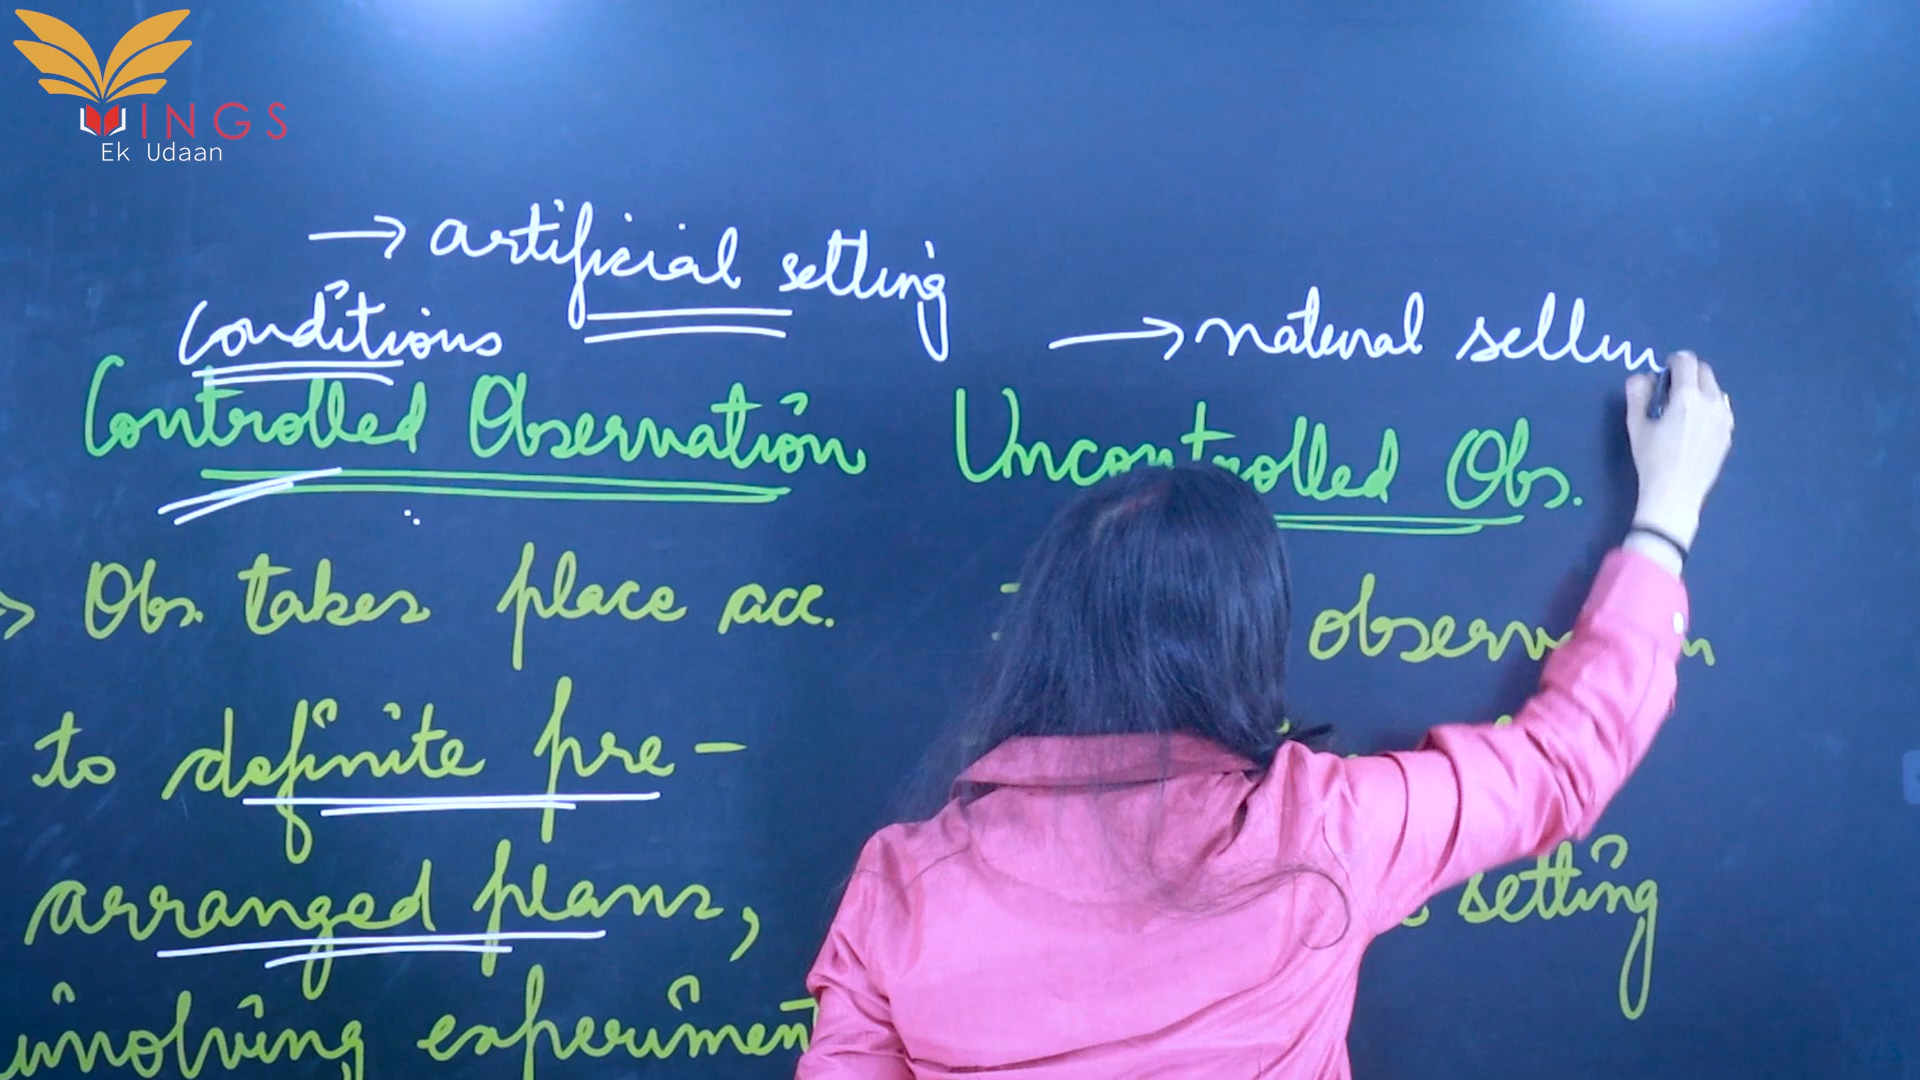 WINGS
Ek Udaan
→ artificial setting
Conditions
→ natural settin
Controlled Observation
Uncontrolled Obs.
→ Obs. takes place acc.
to definite pre-
arranged plans,
involving experiment
setting